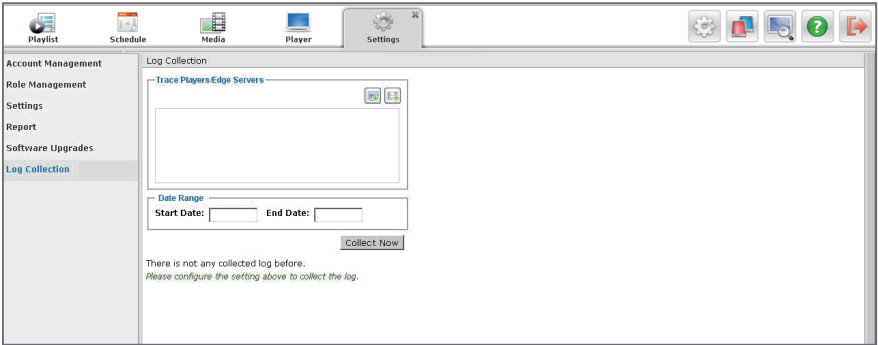 Playlist
Schedule
Media
Player
Settings
Account Management
Role Management
Settings
Report
Software Upgrades
Log Collection
Log Collection
Trace Players/Edge Servers
Date Range
Start Date: End Date:
Collect Now
There is not any collected log before.
Please configure the setting above to collect the log.